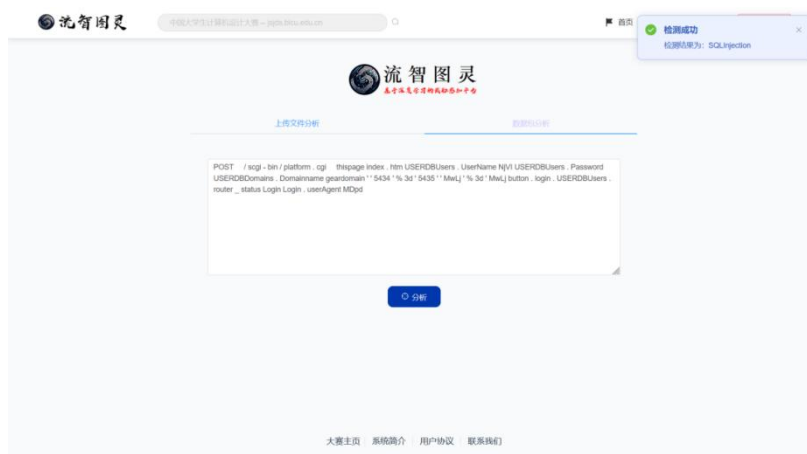 流智图灵
中国大学生计算机设计大赛 – jsjds.blcu.edu.cn
首页
检测成功
检测结果为: SQLInjection
流智图灵
上传文件分析
数据包分析
POST / scgi - bin / platform . cgi thispage index . htm USERDBUsers . UserName NjVI USERDBUsers . Password
USERDBDomains . Domainname geardomain ' ' 5434 ' % 3d ' 5435 ' ' MwLj ' % 3d ' MwLj button . login . USERDBUsers .
router _ status Login Login . userAgent MDpd
分析
大赛主页
系统简介
用户协议
联系我们